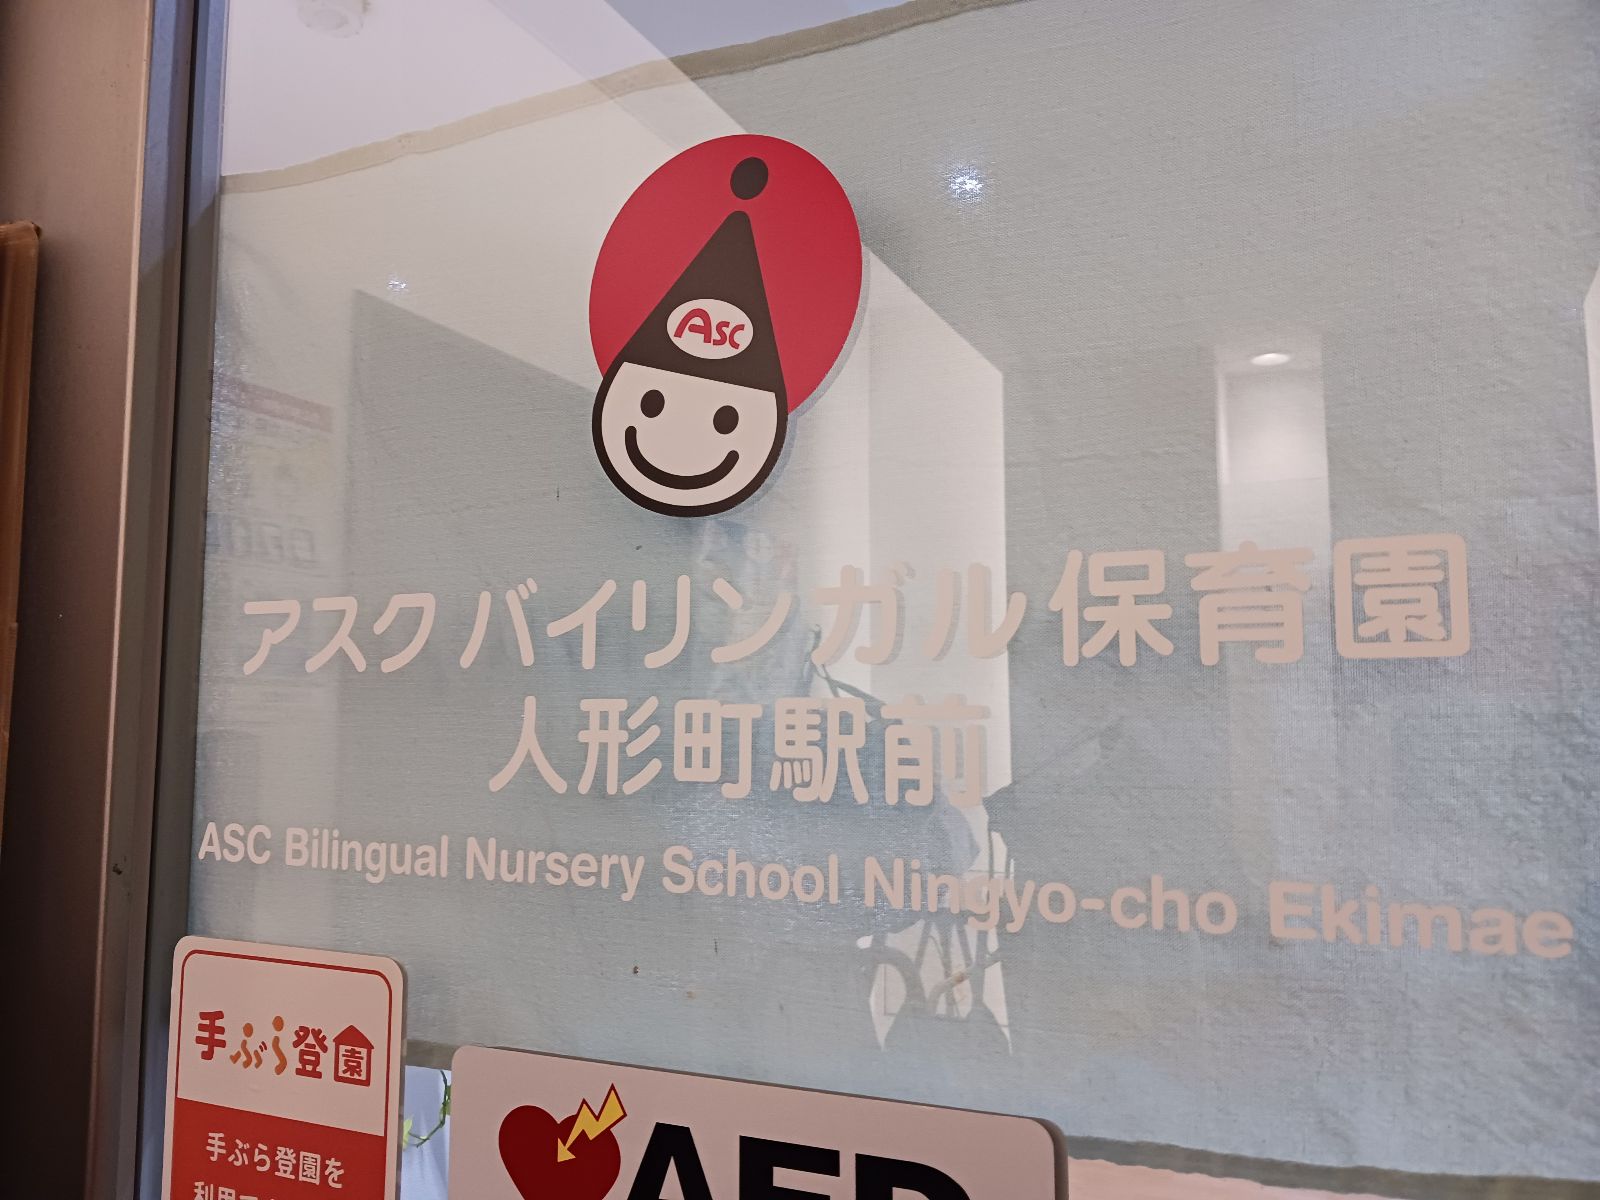 ASC
アスクバイリンガル保育園
人形町駅前
ASC Bilingual Nursery School Ningyo-cho Ekimae
手ぶら登園
手ぶら登園を
AED